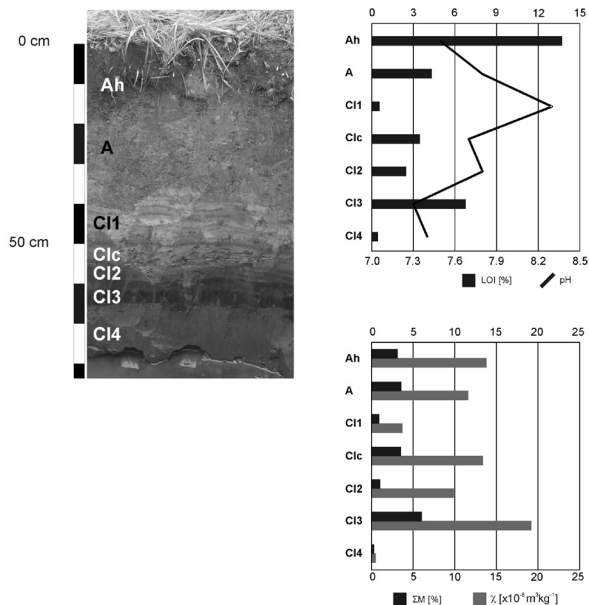 0 cm
50 cm
Ah
A
Cl1
Clc
Cl2
Cl3
Cl4
0 3 6 9 12 15
Ah
A
Cl1
Clc
Cl2
Cl3
Cl4
7.0 7.3 7.6 7.9 8.2 8.5
LOI [%] pH
0 5 10 15 20 25
Ah
A
Cl1
Clc
Cl2
Cl3
Cl4
0 5 10 15 20 25
ΣM [%] χ [x10⁻⁸ m³kg⁻¹]